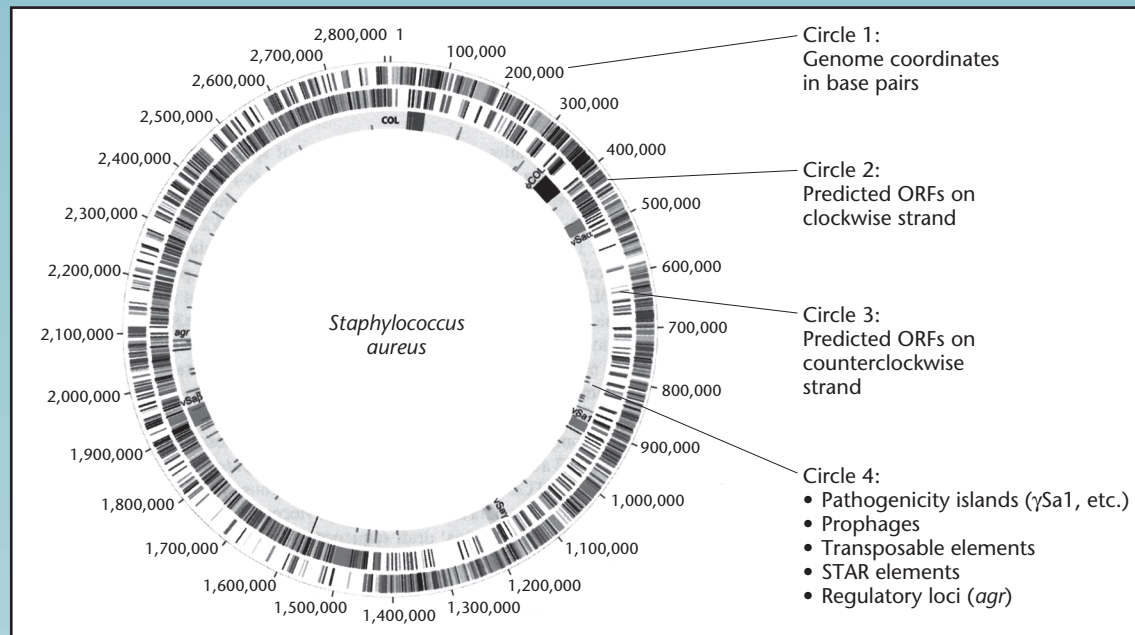 2,800,000 1
100,000
200,000
300,000
400,000
500,000
600,000
700,000
800,000
900,000
1,000,000
1,100,000
1,200,000
1,300,000
1,400,000
1,500,000
1,600,000
1,700,000
1,800,000
1,900,000
2,000,000
2,100,000
2,200,000
2,300,000
2,400,000
2,500,000
2,600,000
2,700,000
COL
φCOL
νSaα
νSa1
νSaγ
νSaβ
agr
Staphylococcus
aureus
Circle 1:
Genome coordinates
in base pairs
Circle 2:
Predicted ORFs on
clockwise strand
Circle 3:
Predicted ORFs on
counterclockwise
strand
Circle 4:
• Pathogenicity islands (γSa1, etc.)
• Prophages
• Transposable elements
• STAR elements
• Regulatory loci (agr)